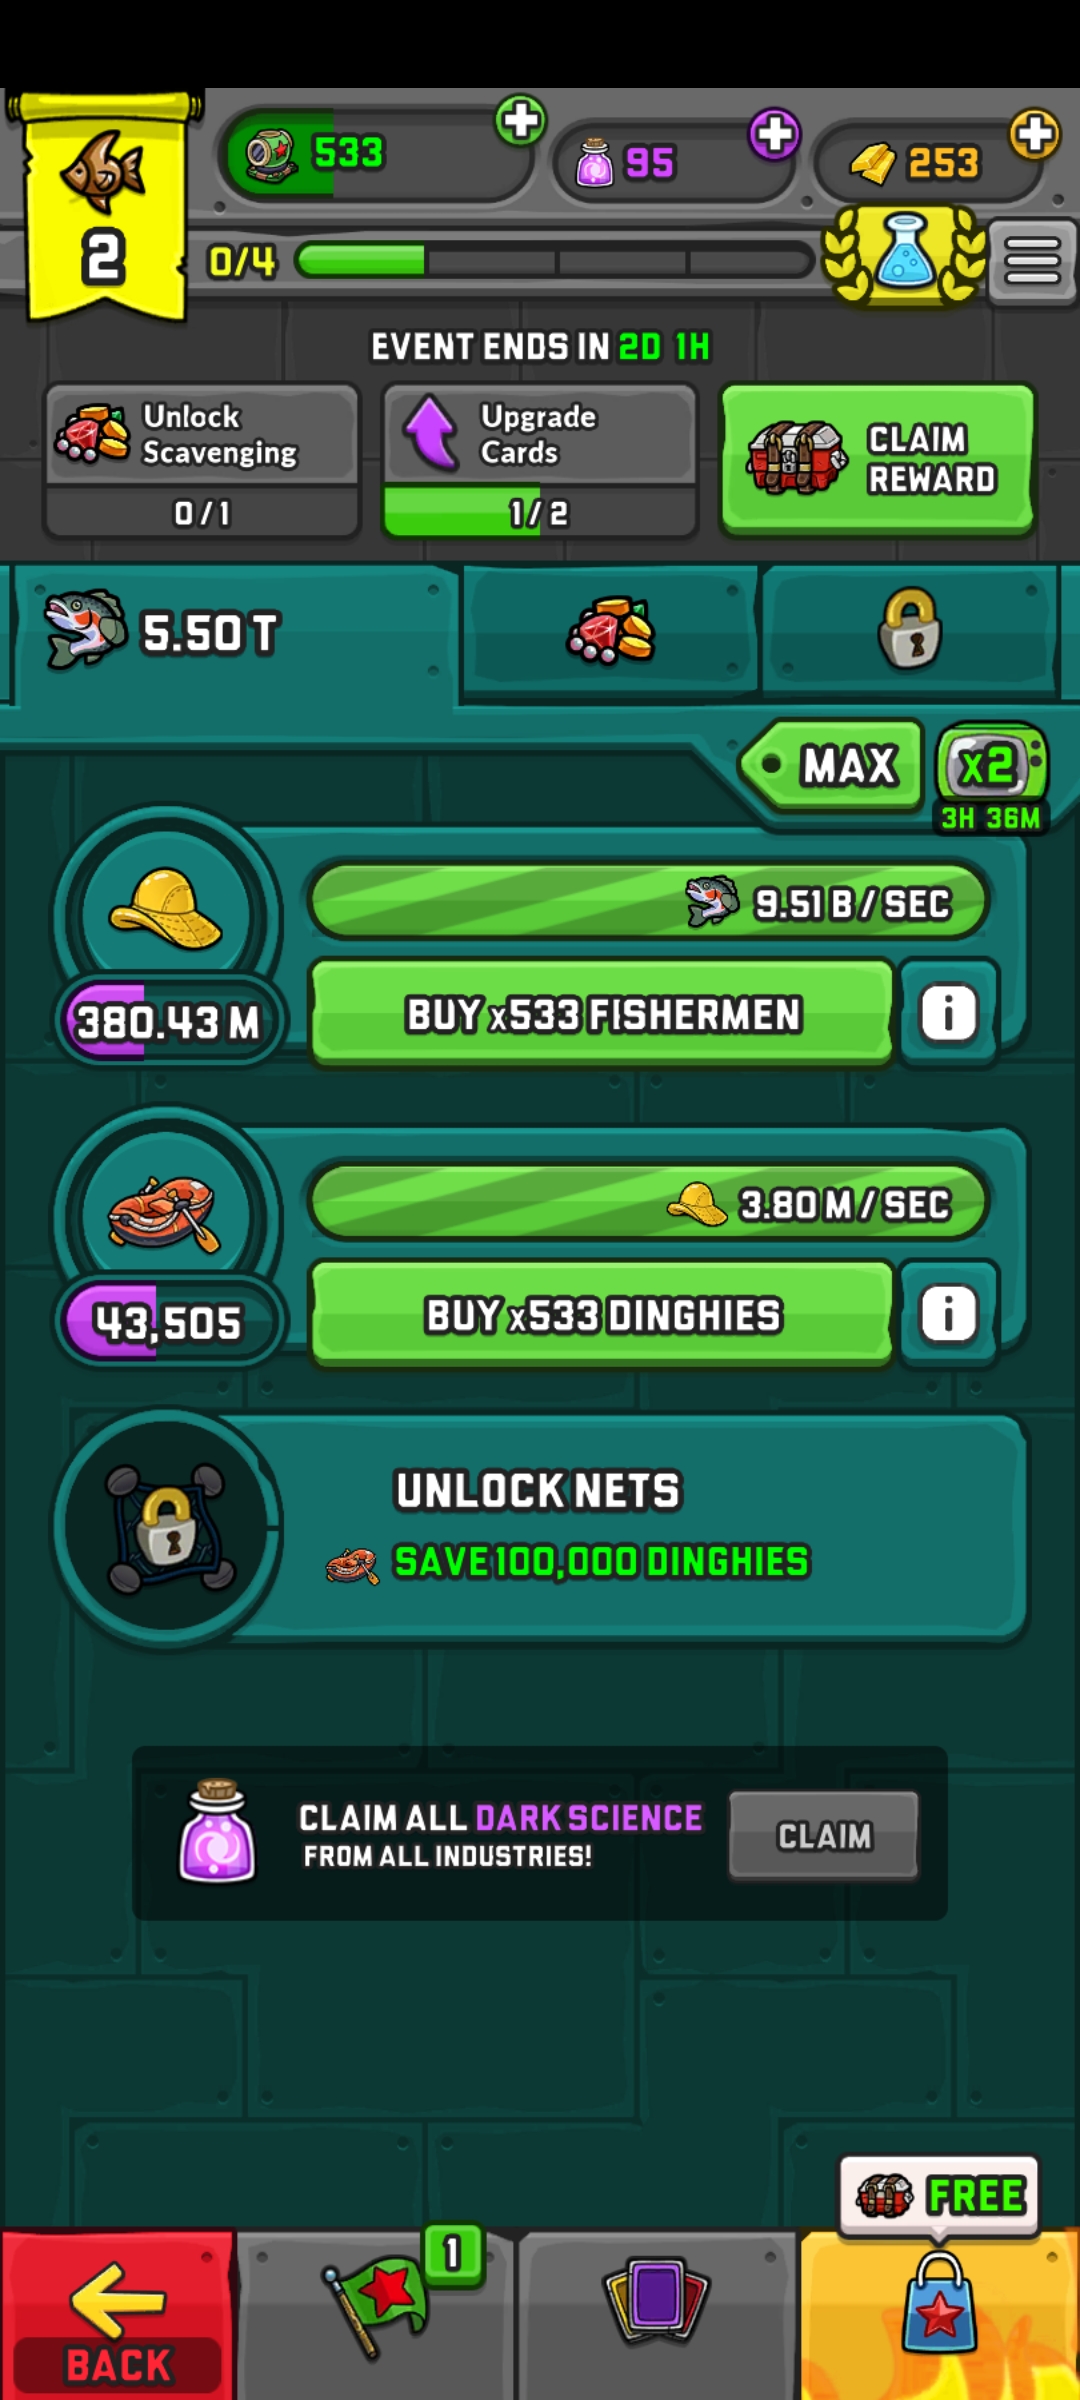 533
95
253
2
0/4
EVENT ENDS IN 2D 1H
Unlock
Scavenging
0/1
Upgrade
Cards
1/2
CLAIM
REWARD
5.50 T
MAX
x2
3H 36M
9.51 B / SEC
380.43 M
BUY x533 FISHERMEN
i
3.80 M / SEC
43,505
BUY x533 DINGHIES
i
UNLOCK NETS
SAVE 100,000 DINGHIES
CLAIM ALL DARK SCIENCE
FROM ALL INDUSTRIES!
CLAIM
FREE
1
BACK